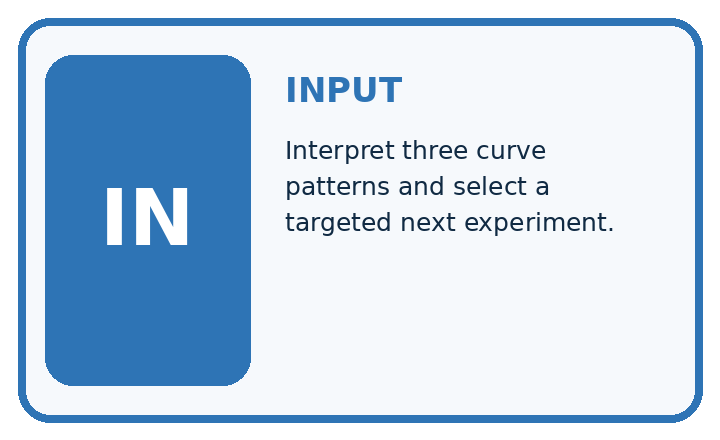 IN
INPUT
Interpret three curve
patterns and select a
targeted next experiment.